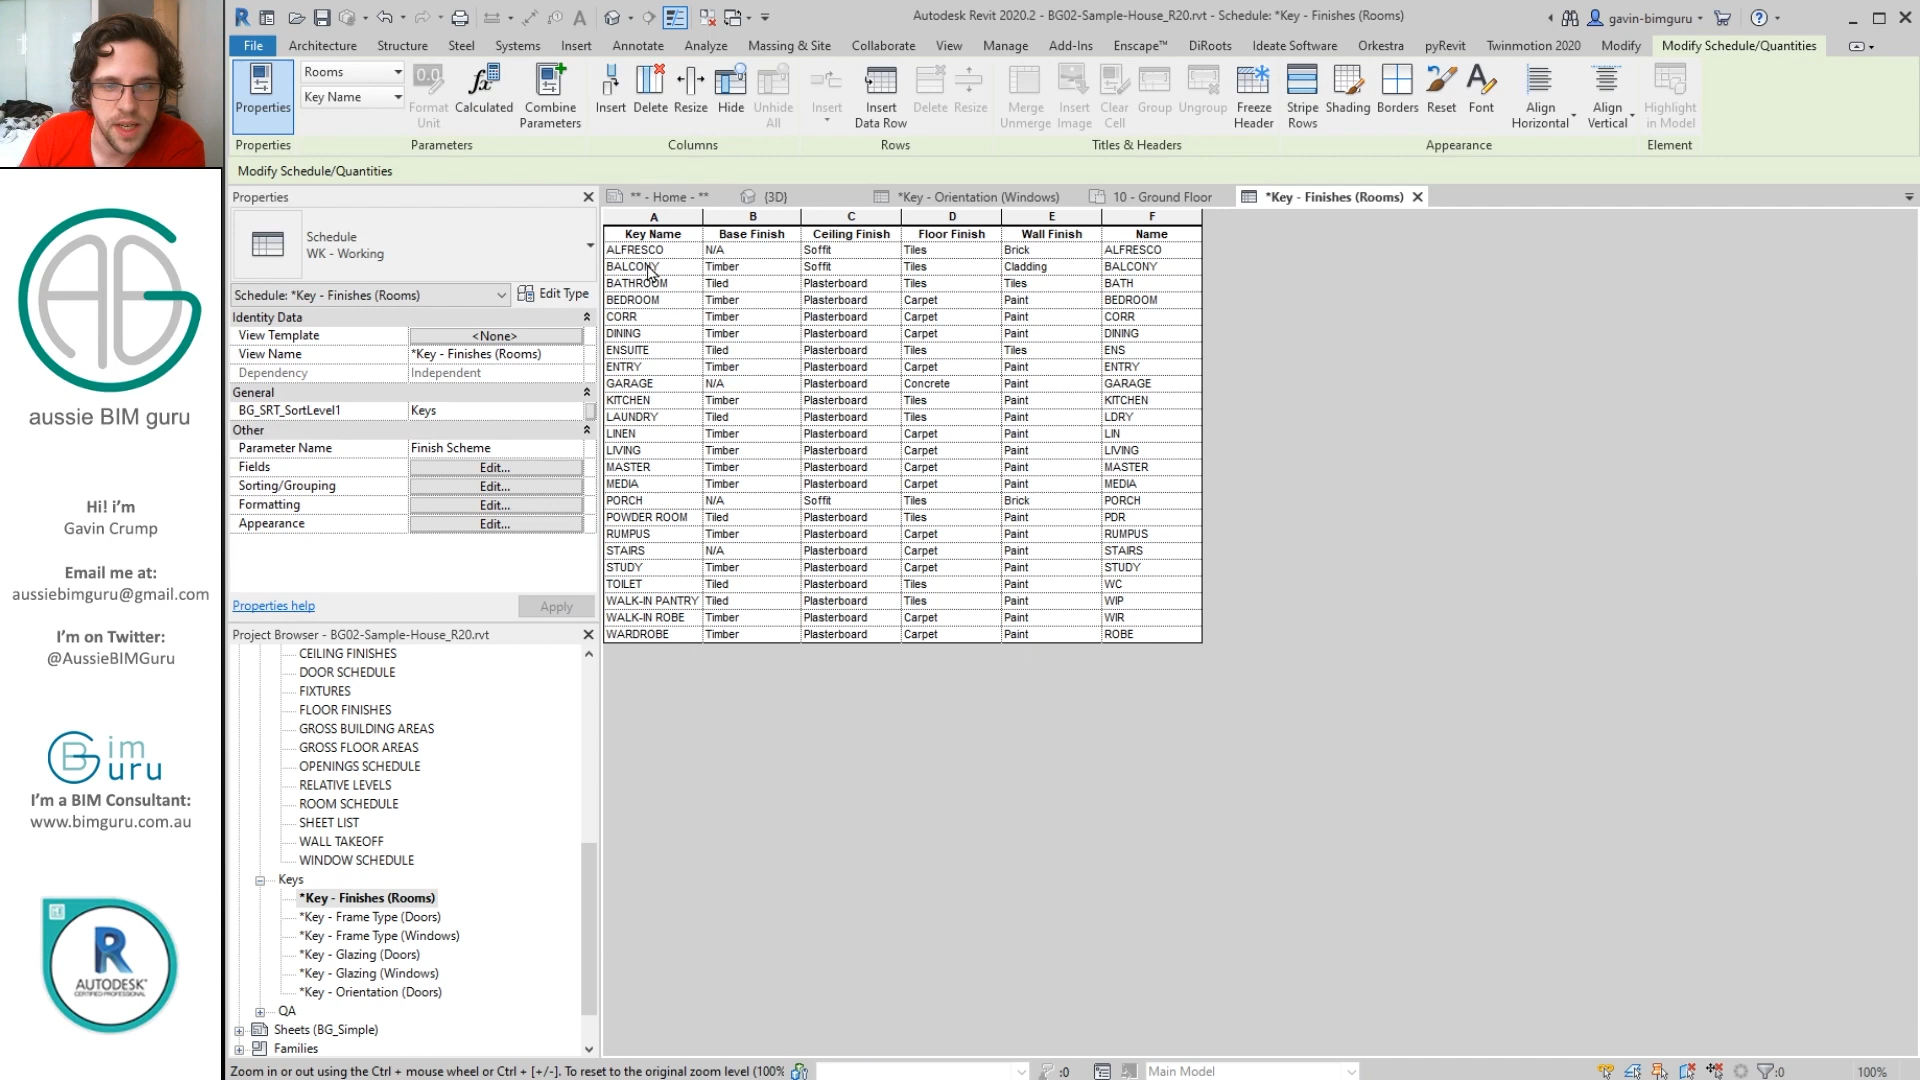 Autodesk Revit 2020.2 - BG02-Sample-House_R20.rvt - Schedule: *Key - Finishes (Rooms)
gavin-bimguru
File Architecture Structure Steel Systems Insert Annotate Analyze Massing & Site Collaborate View Manage Add-Ins Enscape™ DiRoots Ideate Software Orkestra pyRevit Twinmotion 2020 Modify Modify Schedule/Quantities
Rooms
Key Name
Properties
Format Unit
Calculated
Combine Parameters
Insert Delete Resize Hide Unhide All
Insert
Insert Data Row
Delete Resize
Merge Unmerge
Insert Image
Clear Cell
Group Ungroup
Freeze Header
Stripe Rows
Shading Borders Reset Font
Align Horizontal
Align Vertical
Highlight in Model
Properties Parameters Columns Rows Titles & Headers Appearance Element
Modify Schedule/Quantities
Properties
Schedule
WK - Working
Schedule: *Key - Finishes (Rooms)
Edit Type
Identity Data
View Template <None>
View Name *Key - Finishes (Rooms)
Dependency Independent
General
BG_SRT_SortLevel1 Keys
Other
Parameter Name Finish Scheme
Fields Edit...
Sorting/Grouping Edit...
Formatting Edit...
Appearance Edit...
Properties help
Apply
Project Browser - BG02-Sample-House_R20.rvt
CEILING FINISHES
DOOR SCHEDULE
FIXTURES
FLOOR FINISHES
GROSS BUILDING AREAS
GROSS FLOOR AREAS
OPENINGS SCHEDULE
RELATIVE LEVELS
ROOM SCHEDULE
SHEET LIST
WALL TAKEOFF
WINDOW SCHEDULE
Keys
*Key - Finishes (Rooms)
*Key - Frame Type (Doors)
*Key - Frame Type (Windows)
*Key - Glazing (Doors)
*Key - Glazing (Windows)
*Key - Orientation (Doors)
QA
Sheets (BG_Simple)
Families
** - Home - ** {3D} *Key - Orientation (Windows) 10 - Ground Floor *Key - Finishes (Rooms)
A B C D E F
Key Name Base Finish Ceiling Finish Floor Finish Wall Finish Name
ALFRESCO N/A Soffit Tiles Brick ALFRESCO
BALCONY Timber Soffit Tiles Cladding BALCONY
BATHROOM Tiled Plasterboard Tiles Tiles BATH
BEDROOM Timber Plasterboard Carpet Paint BEDROOM
CORR Timber Plasterboard Carpet Paint CORR
DINING Timber Plasterboard Carpet Paint DINING
ENSUITE Tiled Plasterboard Tiles Tiles ENS
ENTRY Timber Plasterboard Carpet Paint ENTRY
GARAGE N/A Plasterboard Concrete Paint GARAGE
KITCHEN Timber Plasterboard Tiles Paint KITCHEN
LAUNDRY Tiled Plasterboard Tiles Paint LDRY
LINEN Timber Plasterboard Carpet Paint LIN
LIVING Timber Plasterboard Carpet Paint LIVING
MASTER Timber Plasterboard Carpet Paint MASTER
MEDIA Timber Plasterboard Carpet Paint MEDIA
PORCH N/A Soffit Tiles Brick PORCH
POWDER ROOM Tiled Plasterboard Tiles Paint PDR
RUMPUS Timber Plasterboard Carpet Paint RUMPUS
STAIRS N/A Plasterboard Carpet Paint STAIRS
STUDY Timber Plasterboard Carpet Paint STUDY
TOILET Tiled Plasterboard Tiles Paint WC
WALK-IN PANTRY Tiled Plasterboard Tiles Paint WIP
WALK-IN ROBE Timber Plasterboard Carpet Paint WIR
WARDROBE Timber Plasterboard Carpet Paint ROBE
Zoom in or out using the Ctrl + mouse wheel or Ctrl + [+/-]. To reset to the original zoom level (100%
:0
Main Model
:0
100%
aussie BIM guru
Hi! i'm
Gavin Crump
Email me at:
aussiebimguru@gmail.com
I'm on Twitter:
@AussieBIMGuru
Bim
Guru
I'm a BIM Consultant:
www.bimguru.com.au
R
AUTODESK
CERTIFIED PROFESSIONAL